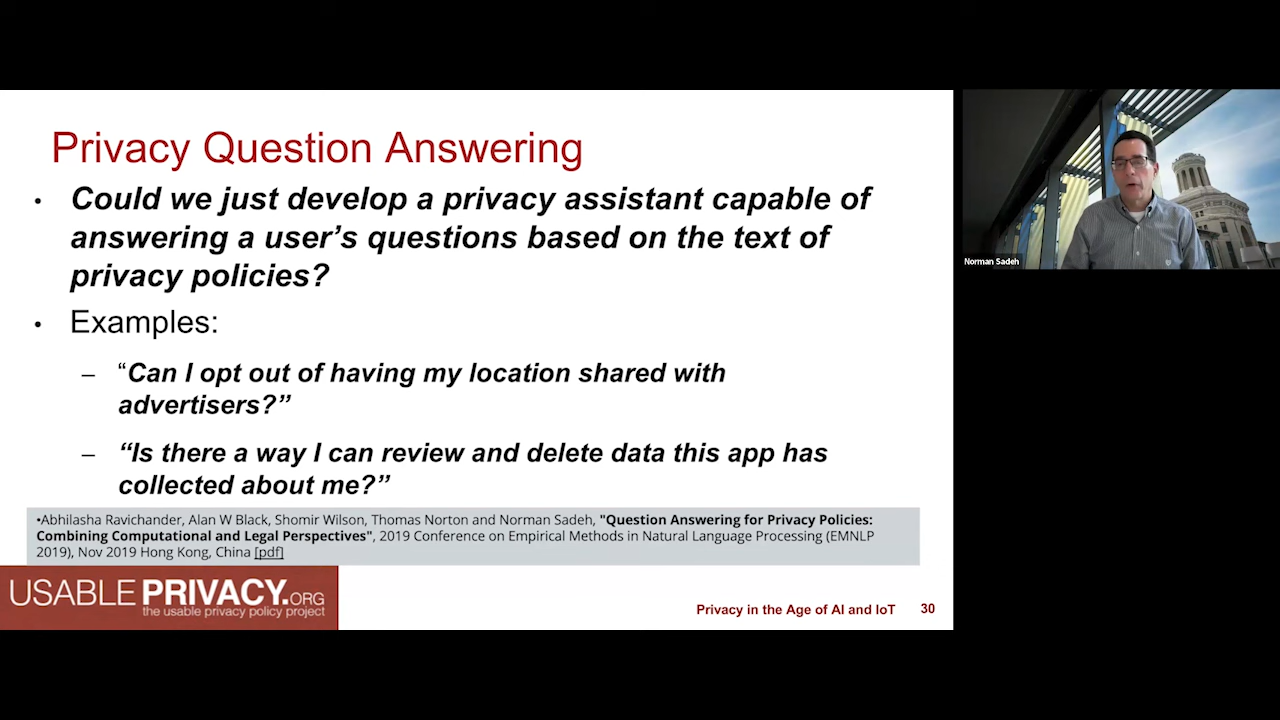 Privacy Question Answering
• Could we just develop a privacy assistant capable of
answering a user's questions based on the text of
privacy policies?
• Examples:
– “Can I opt out of having my location shared with
advertisers?”
– “Is there a way I can review and delete data this app has
collected about me?”
•Abhilasha Ravichander, Alan W Black, Shomir Wilson, Thomas Norton and Norman Sadeh, "Question Answering for Privacy Policies:
Combining Computational and Legal Perspectives", 2019 Conference on Empirical Methods in Natural Language Processing (EMNLP
2019), Nov 2019 Hong Kong, China [pdf]
USABLE PRIVACY.ORG
the usable privacy policy project
Privacy in the Age of AI and IoT 30
Norman Sadeh